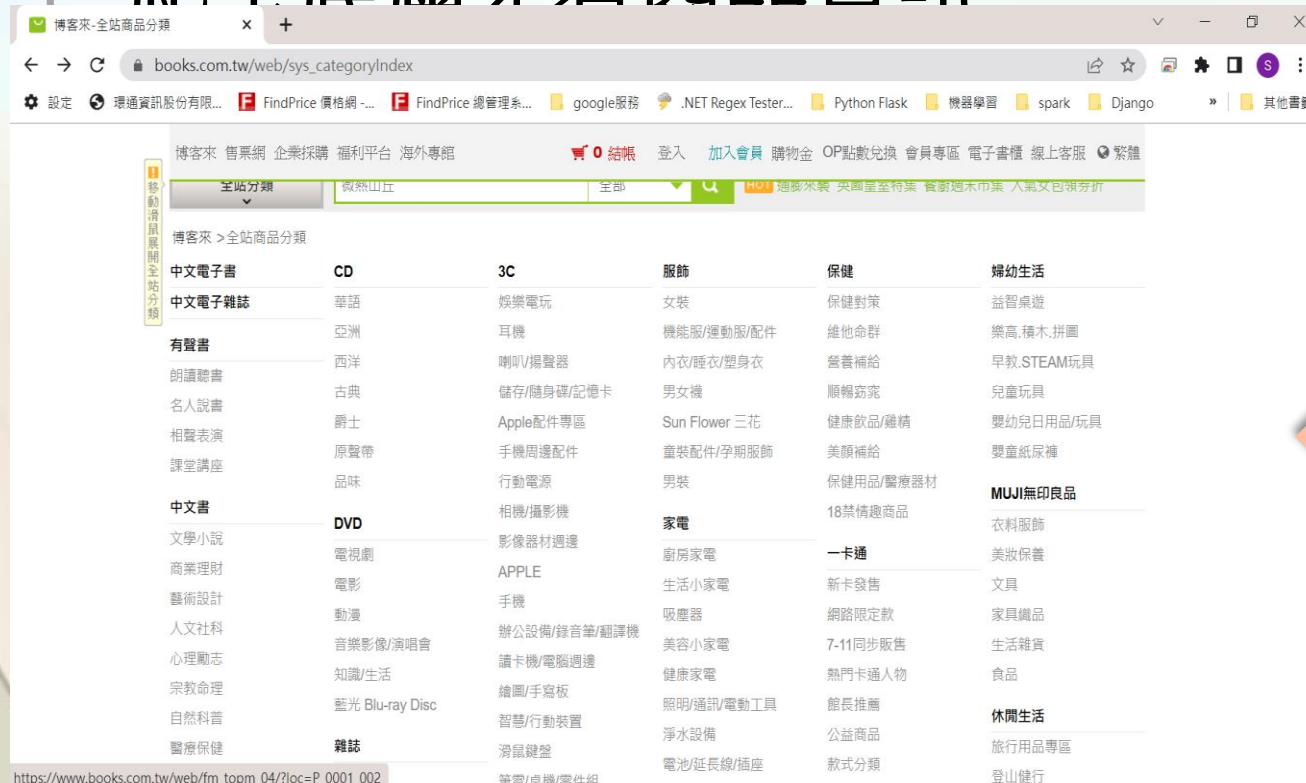 博客來-全站商品分類
books.com.tw/web/sys_categoryIndex
設定 環通資訊股份有限... FindPrice 價格網 -... FindPrice 總管理系... google服務 .NET Regex Tester... Python Flask 機器學習 spark Django » 其他書籤
博客來 售票網 企業採購 福利平台 海外專館 0 結帳 登入 加入會員 購物金 OP點數兌換 會員專區 電子書櫃 線上客服 繁體
全站分類 微熱山丘 全部 HOT
移動滑鼠展開全站分類
博客來 >全站商品分類
中文電子書
中文電子雜誌
有聲書
朗讀聽書
名人說書
相聲表演
課堂講座
中文書
文學小說
商業理財
藝術設計
人文社科
心理勵志
宗教命理
自然科普
醫療保健
CD
華語
亞洲
西洋
古典
爵士
原聲帶
品味
DVD
電視劇
電影
動漫
音樂影像/演唱會
知識/生活
藍光 Blu-ray Disc
雜誌
3C
娛樂電玩
耳機
喇叭/揚聲器
儲存/隨身碟/記憶卡
Apple配件專區
手機周邊配件
行動電源
相機/攝影機
影像器材週邊
APPLE
手機
辦公設備/錄音筆/翻譯機
讀卡機/電腦週邊
繪圖/手寫板
智慧/行動裝置
滑鼠鍵盤
筆電/桌機/零件組
服飾
女裝
機能服/運動服/配件
內衣/睡衣/塑身衣
男女襪
Sun Flower 三花
童裝配件/孕期服飾
男裝
家電
廚房家電
生活小家電
吸塵器
美容小家電
健康家電
照明/通訊/電動工具
淨水設備
電池/延長線/插座
保健
保健對策
維他命群
營養補給
順暢窈窕
健康飲品/雞精
美顏補給
保健用品/醫療器材
18禁情趣商品
一卡通
新卡發售
網路限定款
7-11同步販售
熱門卡通人物
館長推薦
公益商品
款式分類
婦幼生活
益智桌遊
樂高.積木.拼圖
早教.STEAM玩具
兒童玩具
嬰幼兒日用品/玩具
嬰童紙尿褲
MUJI無印良品
衣料服飾
美妝保養
文具
家具織品
生活雜貨
食品
休閒生活
旅行用品專區
登山健行
https://www.books.com.tw/web/fm_topm_04/?loc=P_0001_002